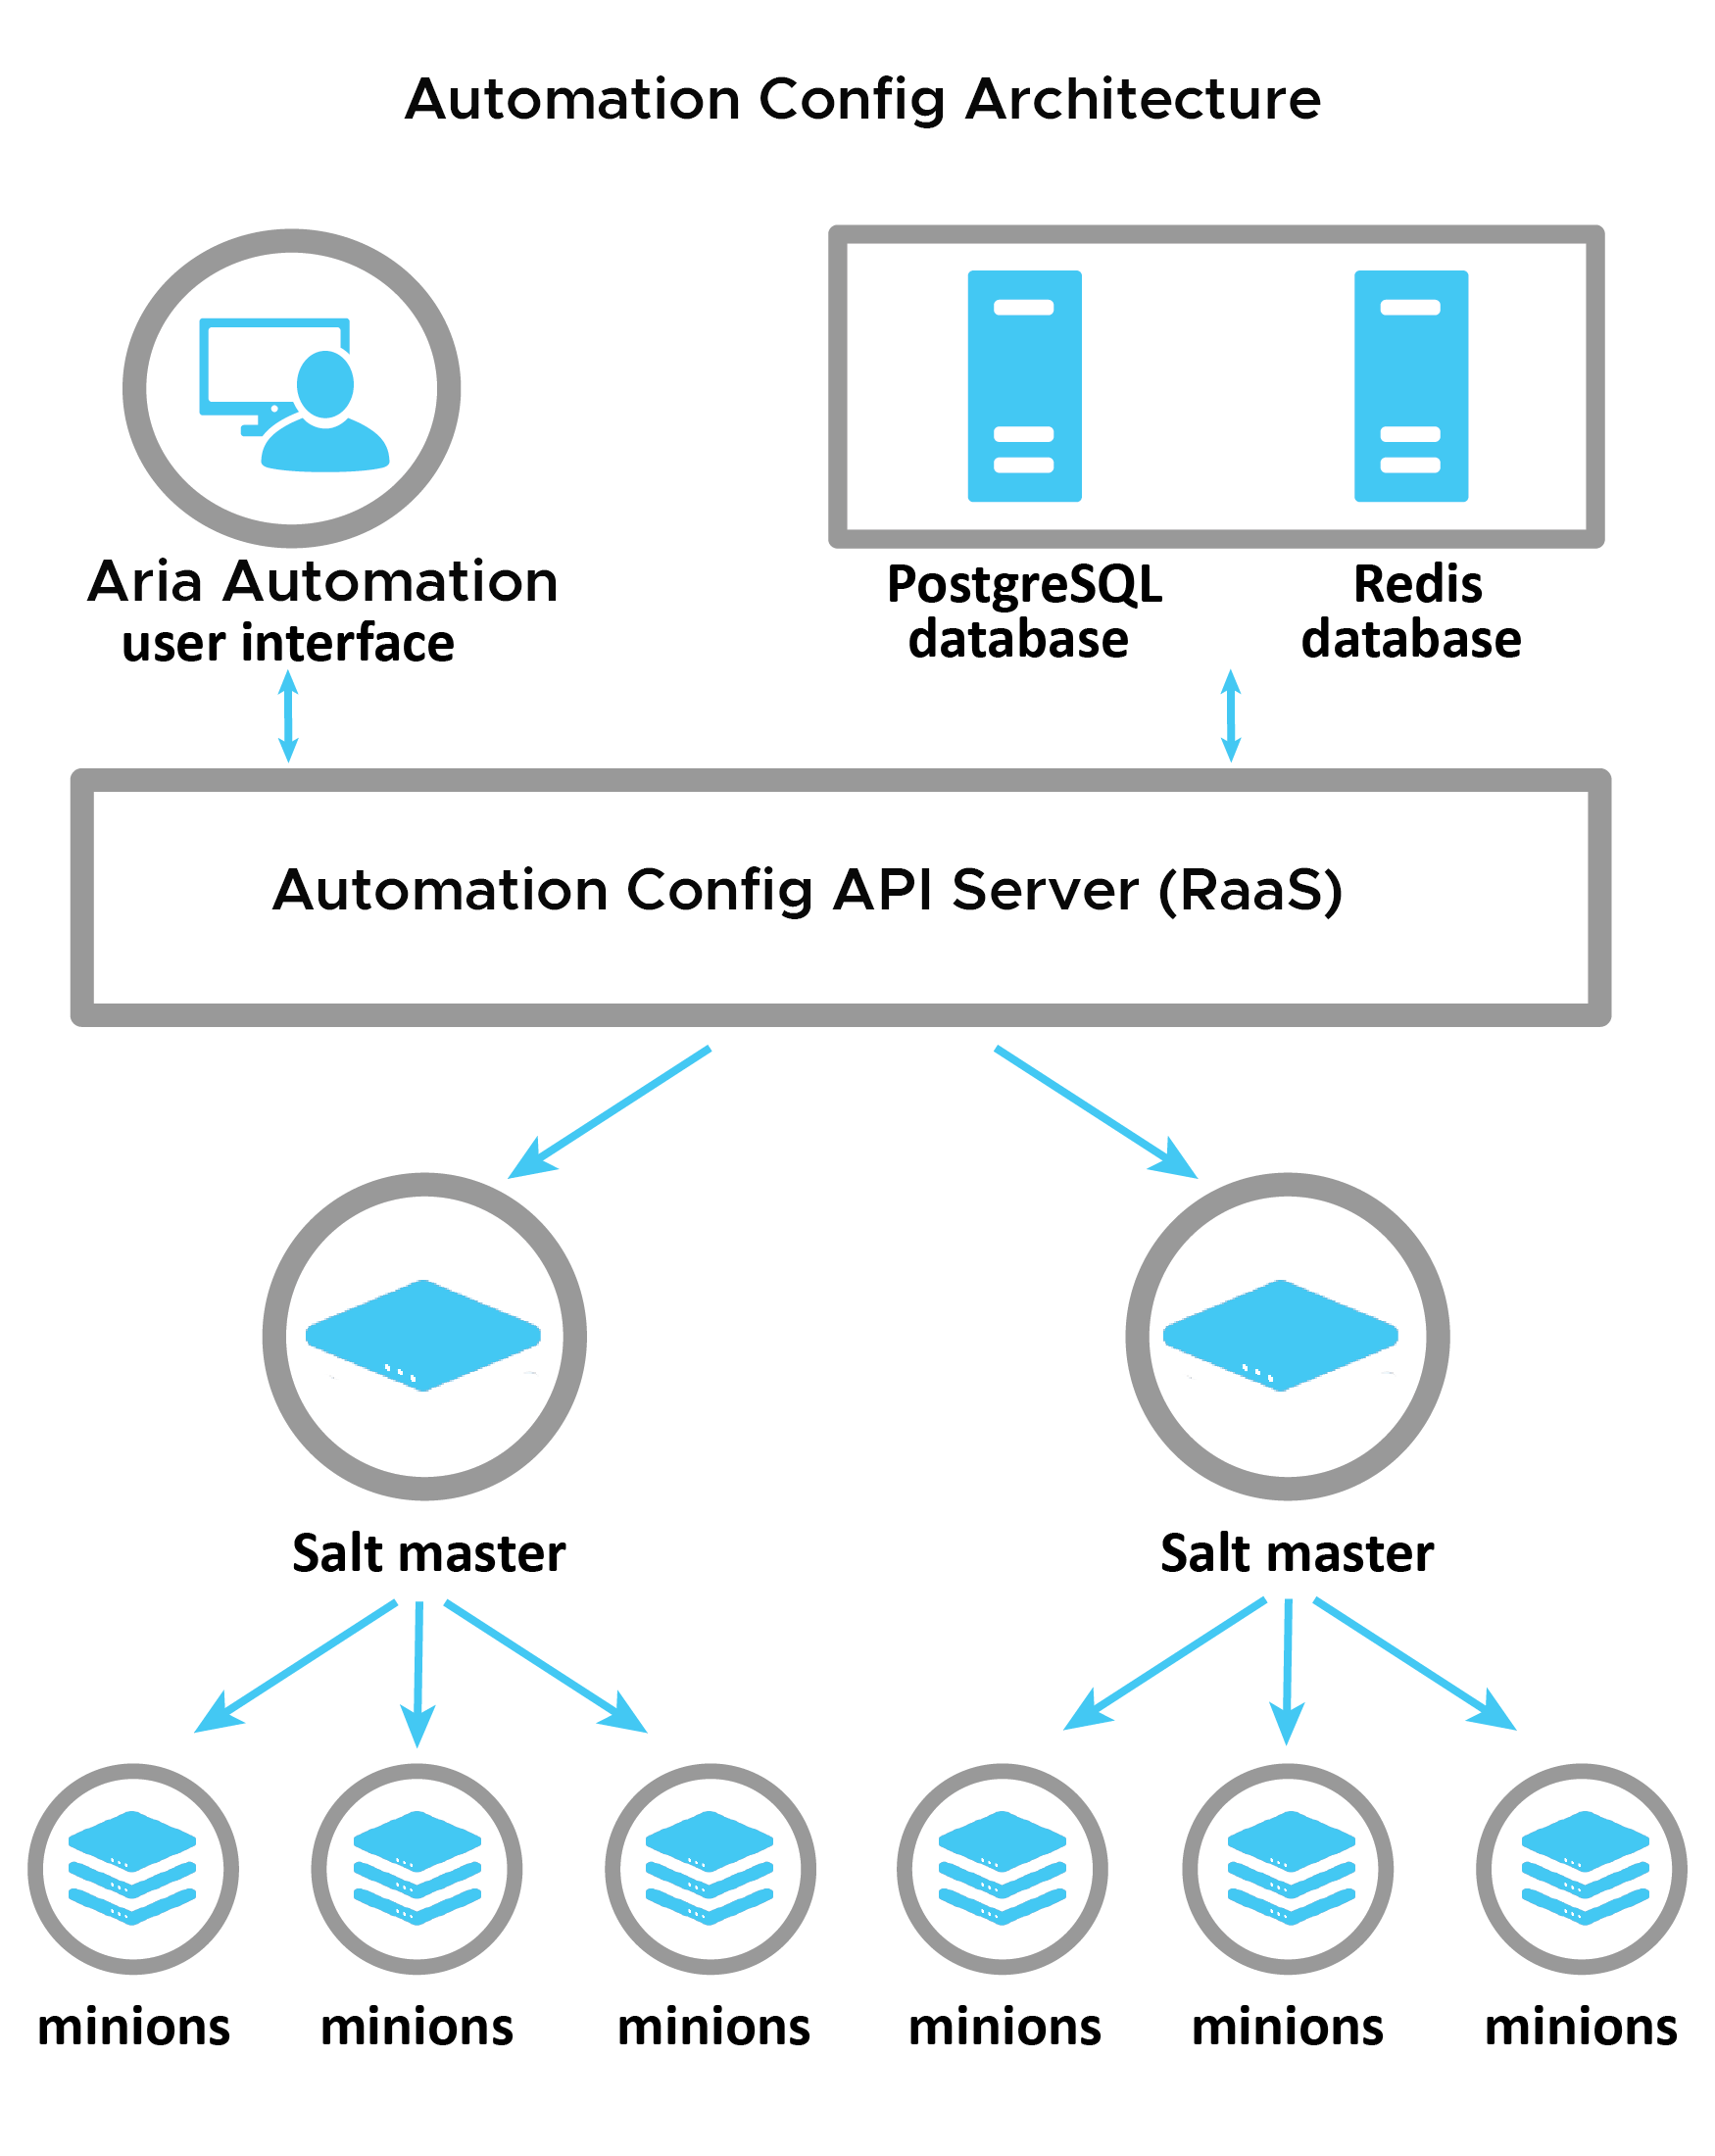 Automation Config Architecture
Aria Automation
user interface
PostgreSQL
database
Redis
database
Automation Config API Server (RaaS)
Salt master
Salt master
minions
minions
minions
minions
minions
minions